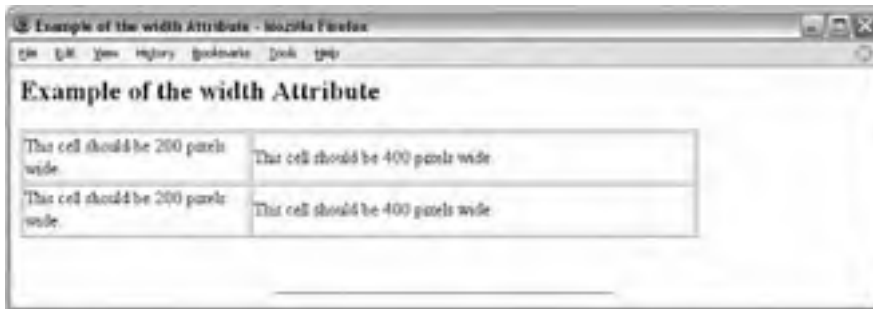 Example of the width Attribute - Mozilla Firefox
File Edit View History Bookmarks Tools Help
Example of the width Attribute
This cell should be 200 pixels
wide.
This cell should be 400 pixels wide.
This cell should be 200 pixels
wide.
This cell should be 400 pixels wide.